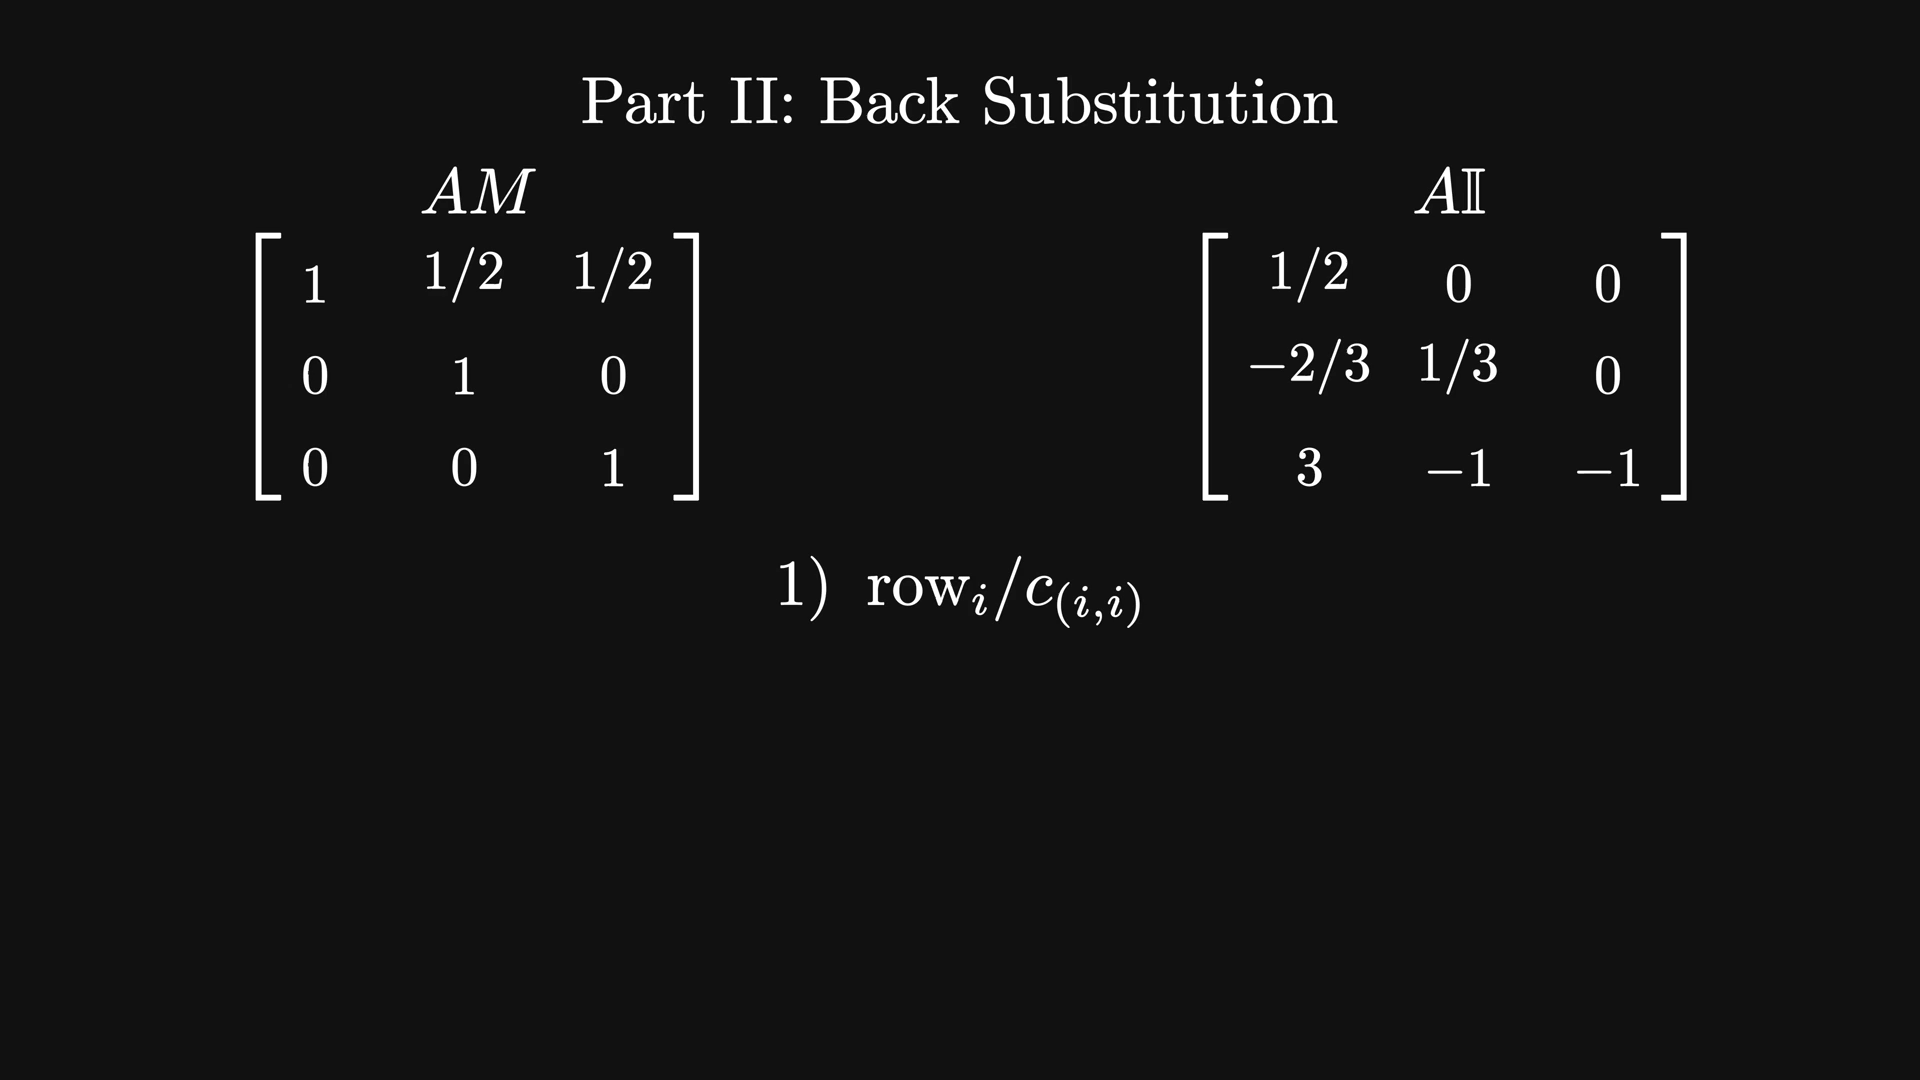 Part II: Back Substitution
AM
A𝕀
1 1/2 1/2
0 1 0
0 0 1
1/2 0 0
−2/3 1/3 0
3 −1 −1
1) row_i/c_(i,i)